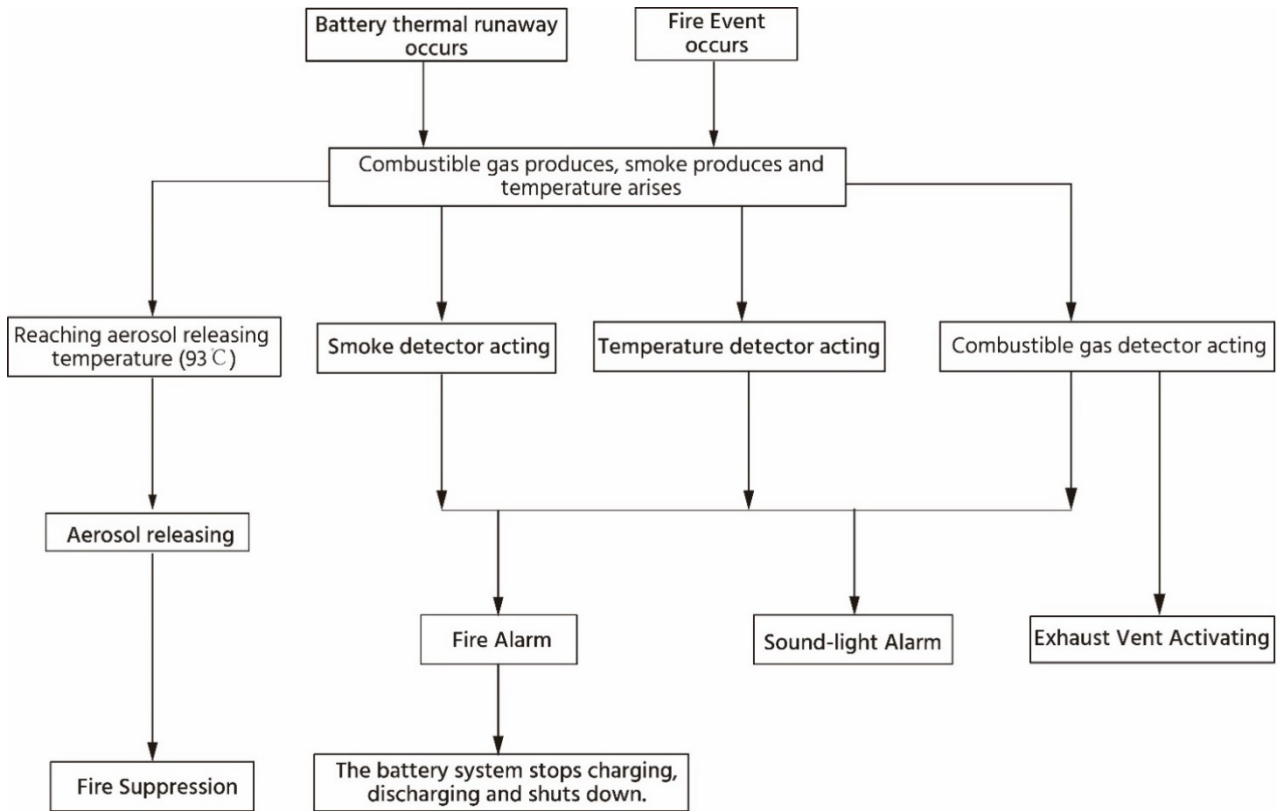 Battery thermal runaway
occurs
Fire Event
occurs
Combustible gas produces, smoke produces and
temperature arises
Reaching aerosol releasing
temperature (93℃)
Smoke detector acting
Temperature detector acting
Combustible gas detector acting
Aerosol releasing
Fire Alarm
Sound-light Alarm
Exhaust Vent Activating
Fire Suppression
The battery system stops charging,
discharging and shuts down.